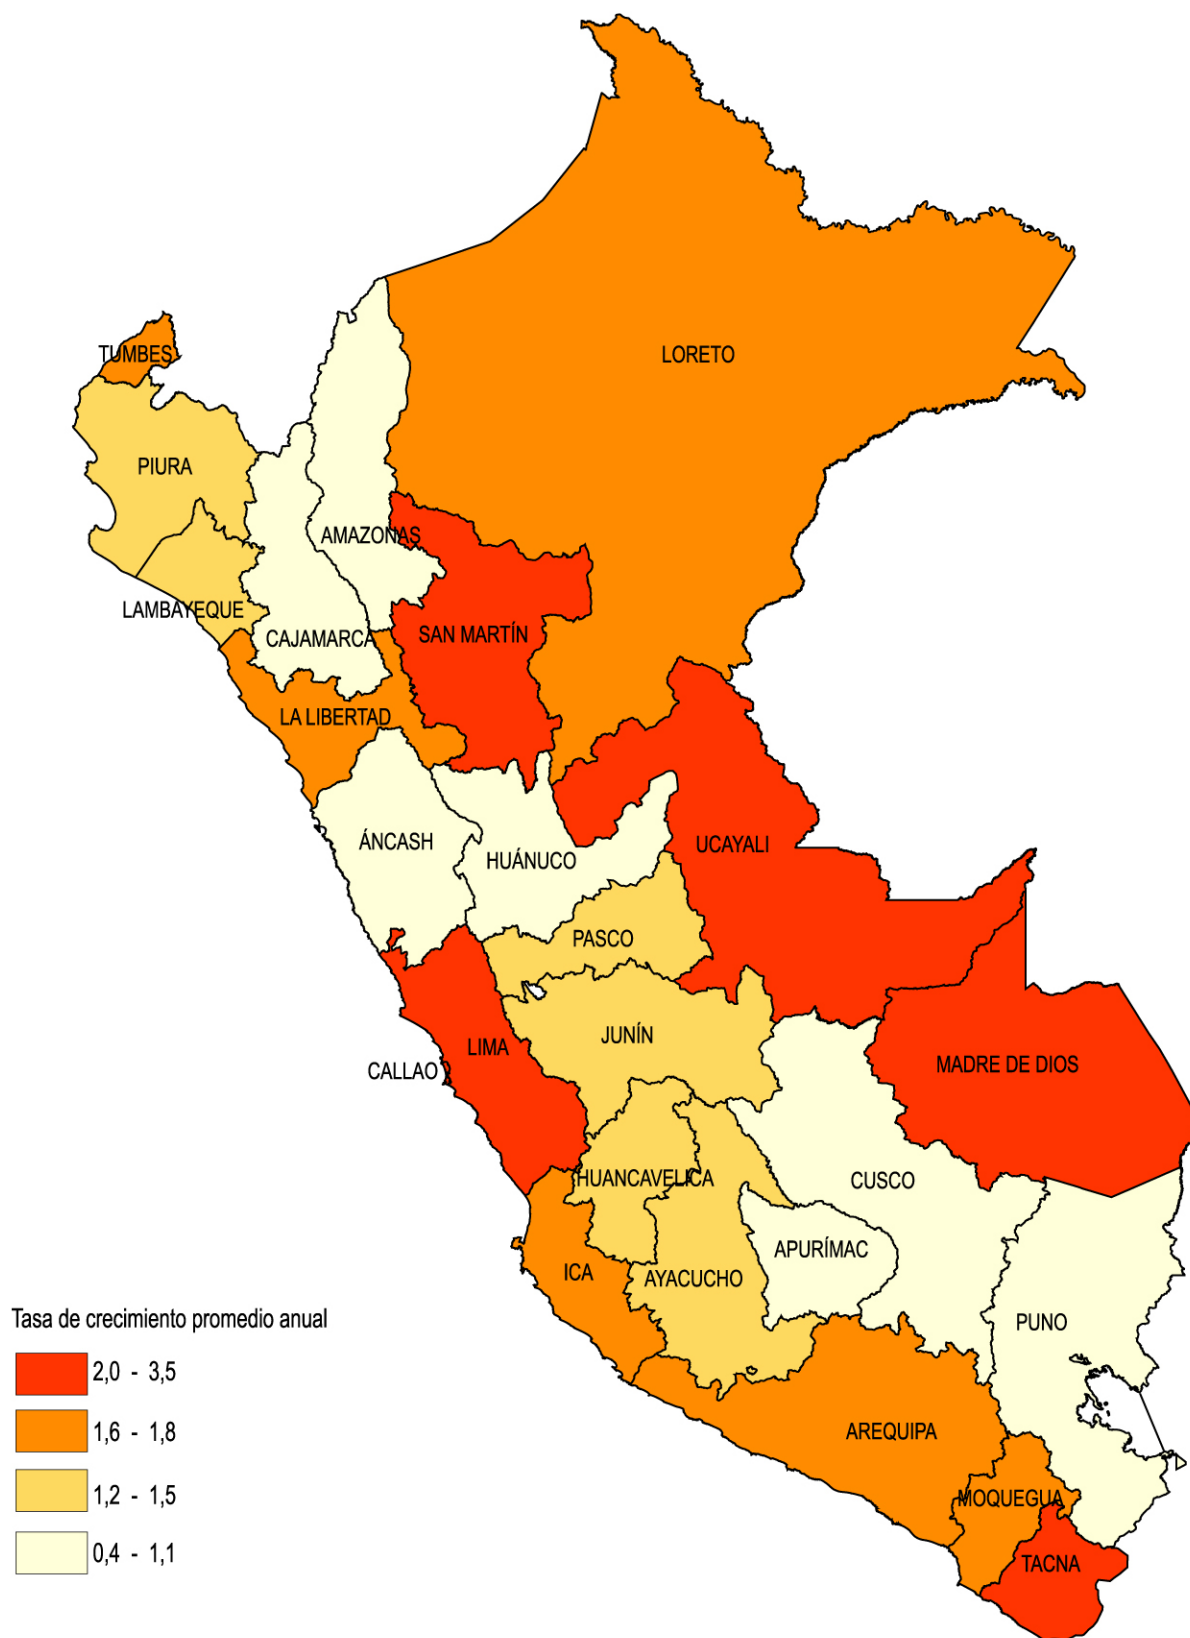 TUMBES
LORETO
PIURA
AMAZONAS
LAMBAYEQUE
CAJAMARCA
SAN MARTÍN
LA LIBERTAD
ÁNCASH
HUÁNUCO
UCAYALI
PASCO
JUNÍN
LIMA
CALLAO
MADRE DE DIOS
HUANCAVELICA
CUSCO
APURÍMAC
ICA
AYACUCHO
PUNO
AREQUIPA
MOQUEGUA
TACNA
Tasa de crecimiento promedio anual
2,0 - 3,5
1,6 - 1,8
1,2 - 1,5
0,4 - 1,1